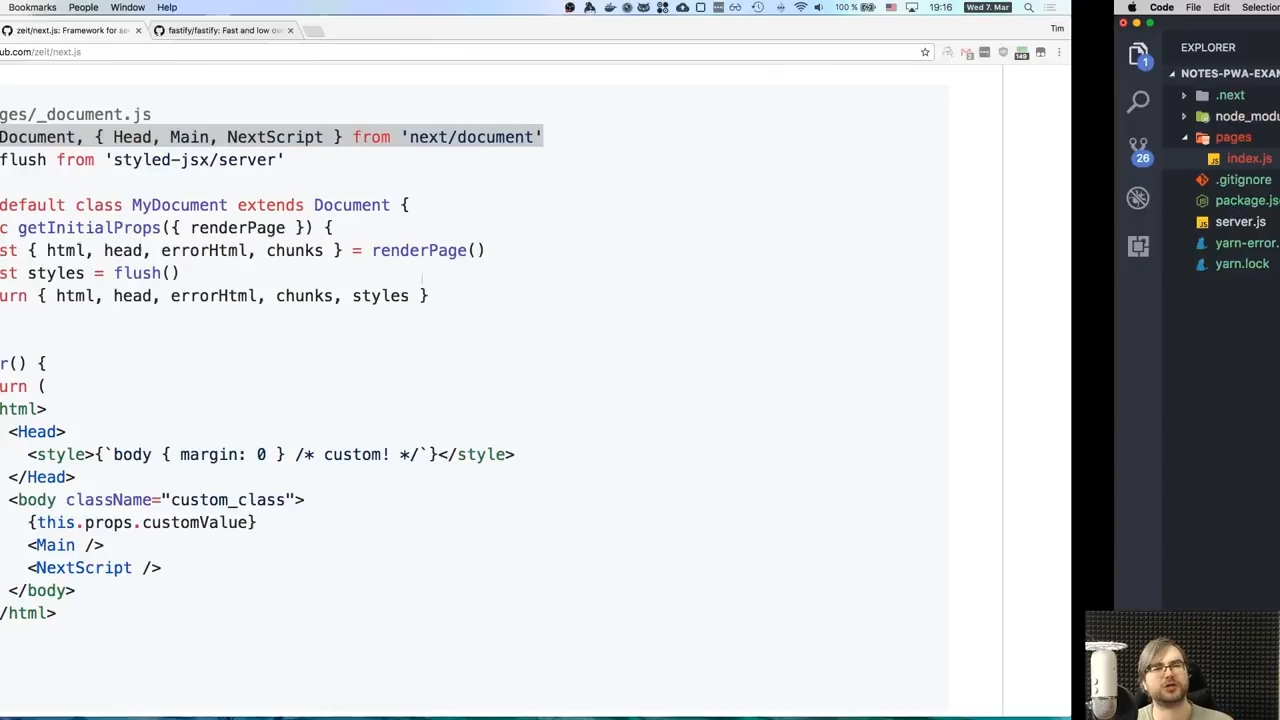 Bookmarks People Window Help
100 % 19:16 Wed 7. Mar
zeit/next.js: Framework for se
fastify/fastify: Fast and low ov
Tim
ub.com/zeit/next.js
ges/_document.js
Document, { Head, Main, NextScript } from 'next/document'
flush from 'styled-jsx/server'
default class MyDocument extends Document {
c getInitialProps({ renderPage }) {
st { html, head, errorHtml, chunks } = renderPage()
st styles = flush()
urn { html, head, errorHtml, chunks, styles }
r() {
urn (
html>
<Head>
<style>{`body { margin: 0 } /* custom! */`}</style>
</Head>
<body className="custom_class">
{this.props.customValue}
<Main />
<NextScript />
</body>
/html>
Code File Edit Selection
EXPLORER
1
NOTES-PWA-EXA
.next
node_modu
pages
26
index.js
.gitignore
package.jso
server.js
yarn-error.
yarn.lock